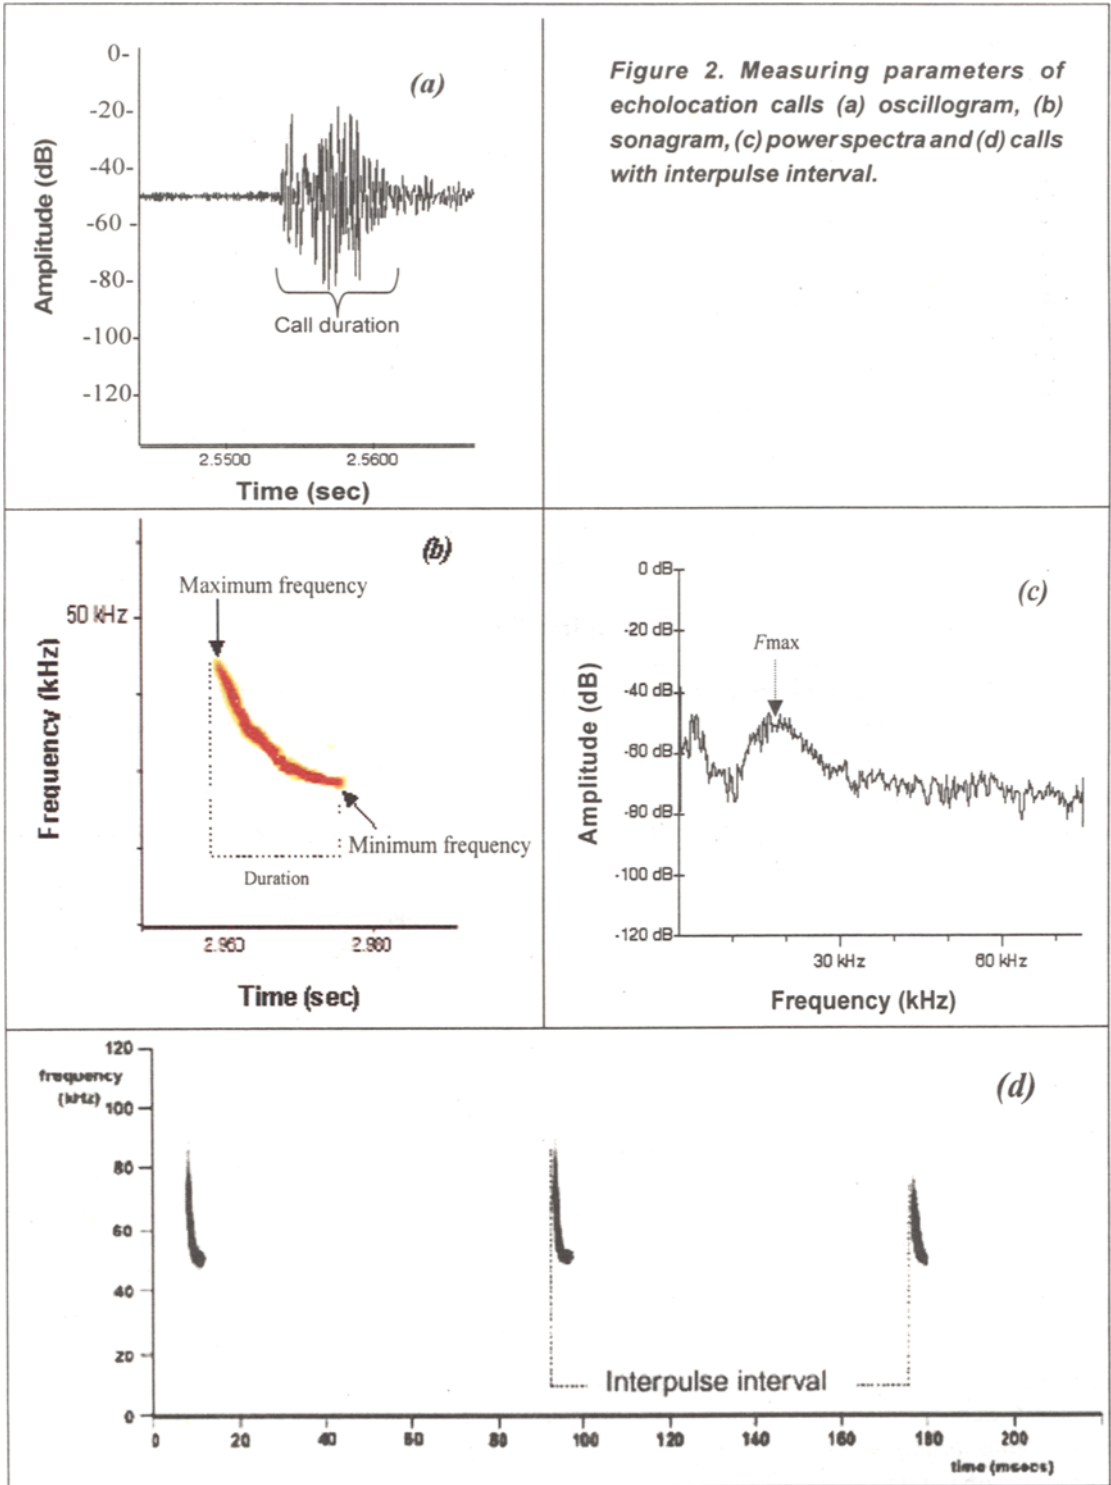 0-
-20-
-40-
-60 -
-80-
-100-
-120-
Amplitude (dB)
(a)
Call duration
2.5500 2.5600
Time (sec)
Figure 2. Measuring parameters of
echolocation calls (a) oscillogram, (b)
sonagram, (c) power spectra and (d) calls
with interpulse interval.
(b)
Maximum frequency
50 kHz
Frequency (kHz)
Minimum frequency
Duration
2.960 2.980
Time (sec)
(c)
0 dB
-20 dB
-40 dB
-60 dB
-80 dB
-100 dB
-120 dB
Amplitude (dB)
Fmax
30 kHz 60 kHz
Frequency (kHz)
(d)
frequency
(kHz)
120
100
80
60
40
20
0
Interpulse interval
0 20 40 60 80 100 120 140 160 180 200
time (msecs)